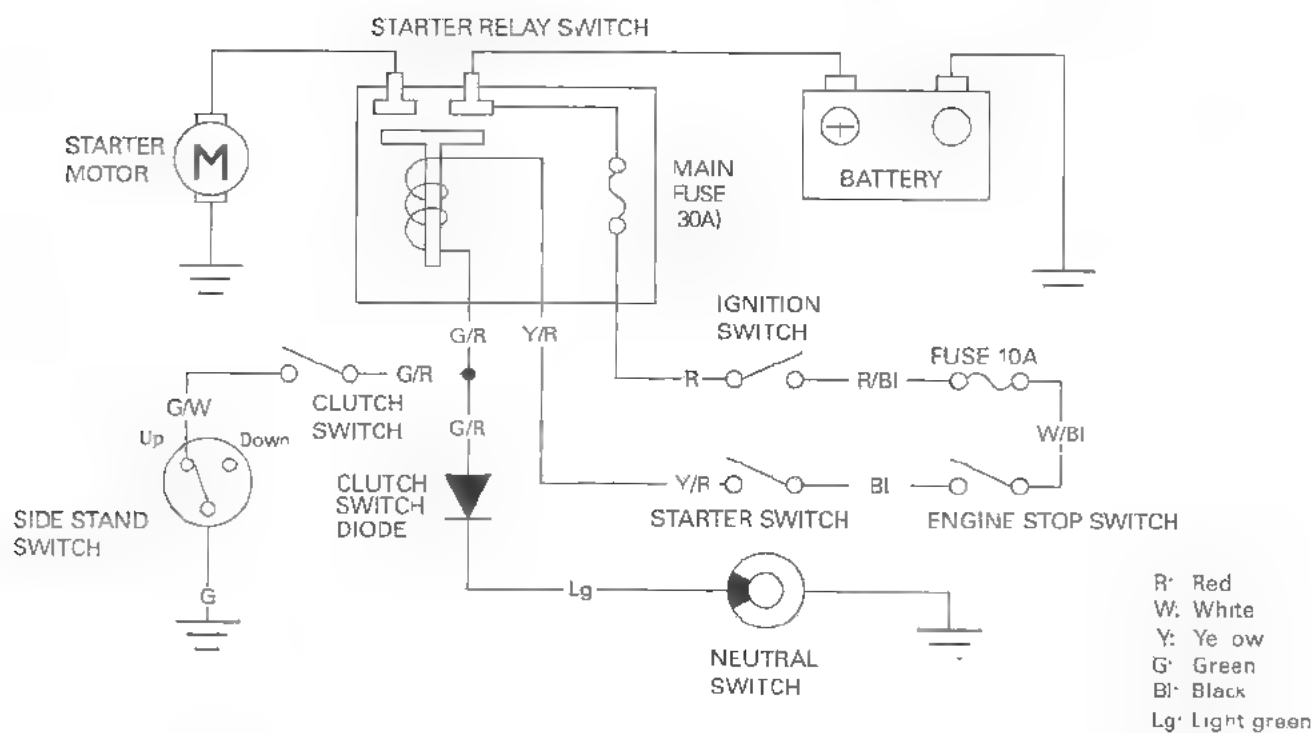 STARTER RELAY SWITCH
STARTER
MOTOR
M
MAIN
FUSE
30A)
BATTERY
G/R
Y/R
IGNITION
SWITCH
G/R
R
R/Bl
FUSE 10A
G/W
CLUTCH
SWITCH
G/R
W/Bl
Up
Down
SIDE STAND
SWITCH
CLUTCH
SWITCH
DIODE
Y/R
Bl
STARTER SWITCH
ENGINE STOP SWITCH
G
Lg
NEUTRAL
SWITCH
R: Red
W: White
Y: Ye ow
G: Green
Bl: Black
Lg: Light green